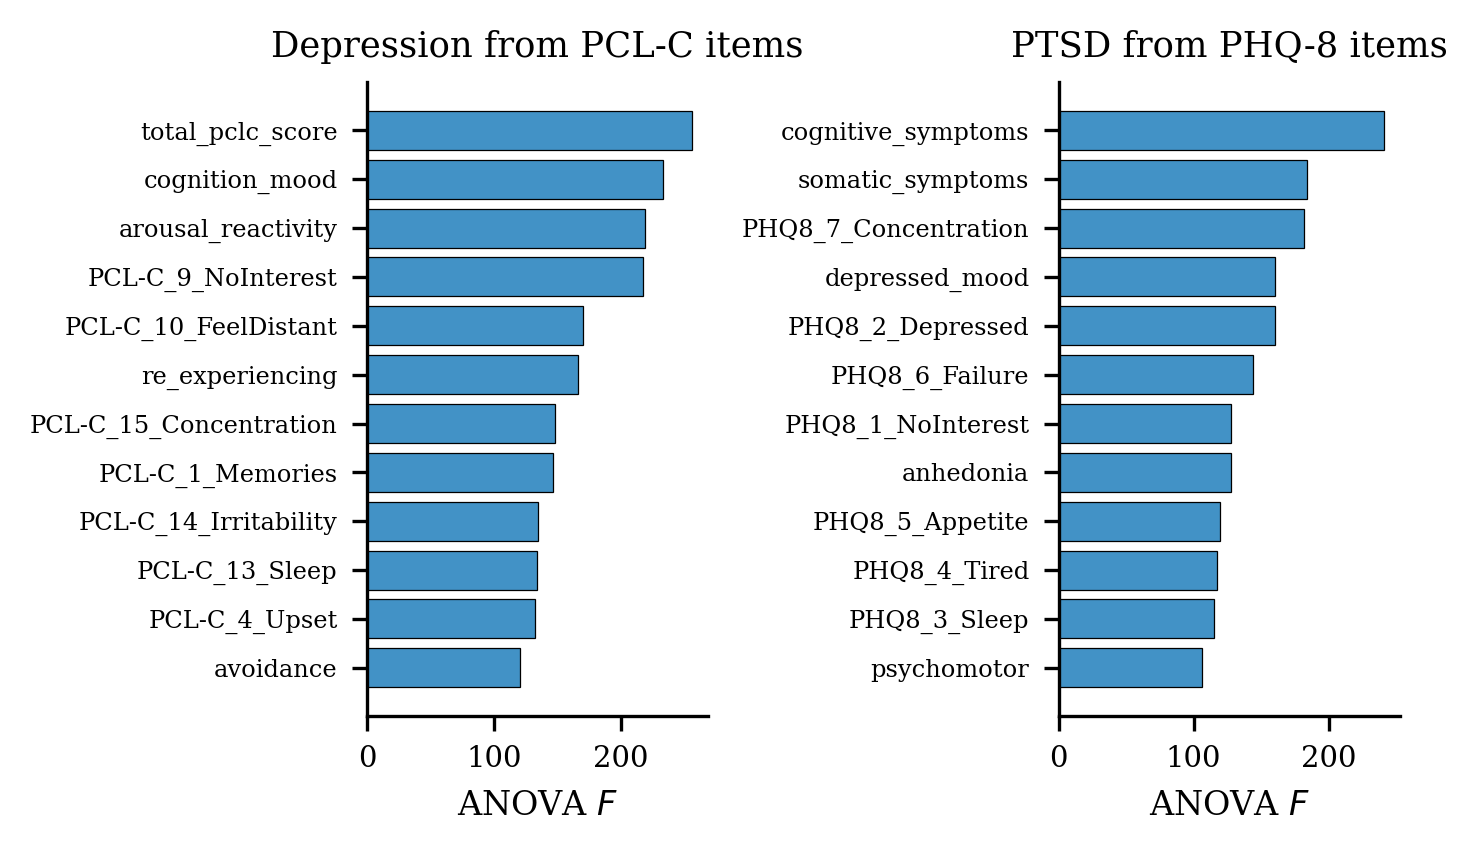 Depression from PCL-C items
total_pclc_score
cognition_mood
arousal_reactivity
PCL-C_9_NoInterest
PCL-C_10_FeelDistant
re_experiencing
PCL-C_15_Concentration
PCL-C_1_Memories
PCL-C_14_Irritability
PCL-C_13_Sleep
PCL-C_4_Upset
avoidance
0 100 200
ANOVA F
PTSD from PHQ-8 items
cognitive_symptoms
somatic_symptoms
PHQ8_7_Concentration
depressed_mood
PHQ8_2_Depressed
PHQ8_6_Failure
PHQ8_1_NoInterest
anhedonia
PHQ8_5_Appetite
PHQ8_4_Tired
PHQ8_3_Sleep
psychomotor
0 100 200
ANOVA F